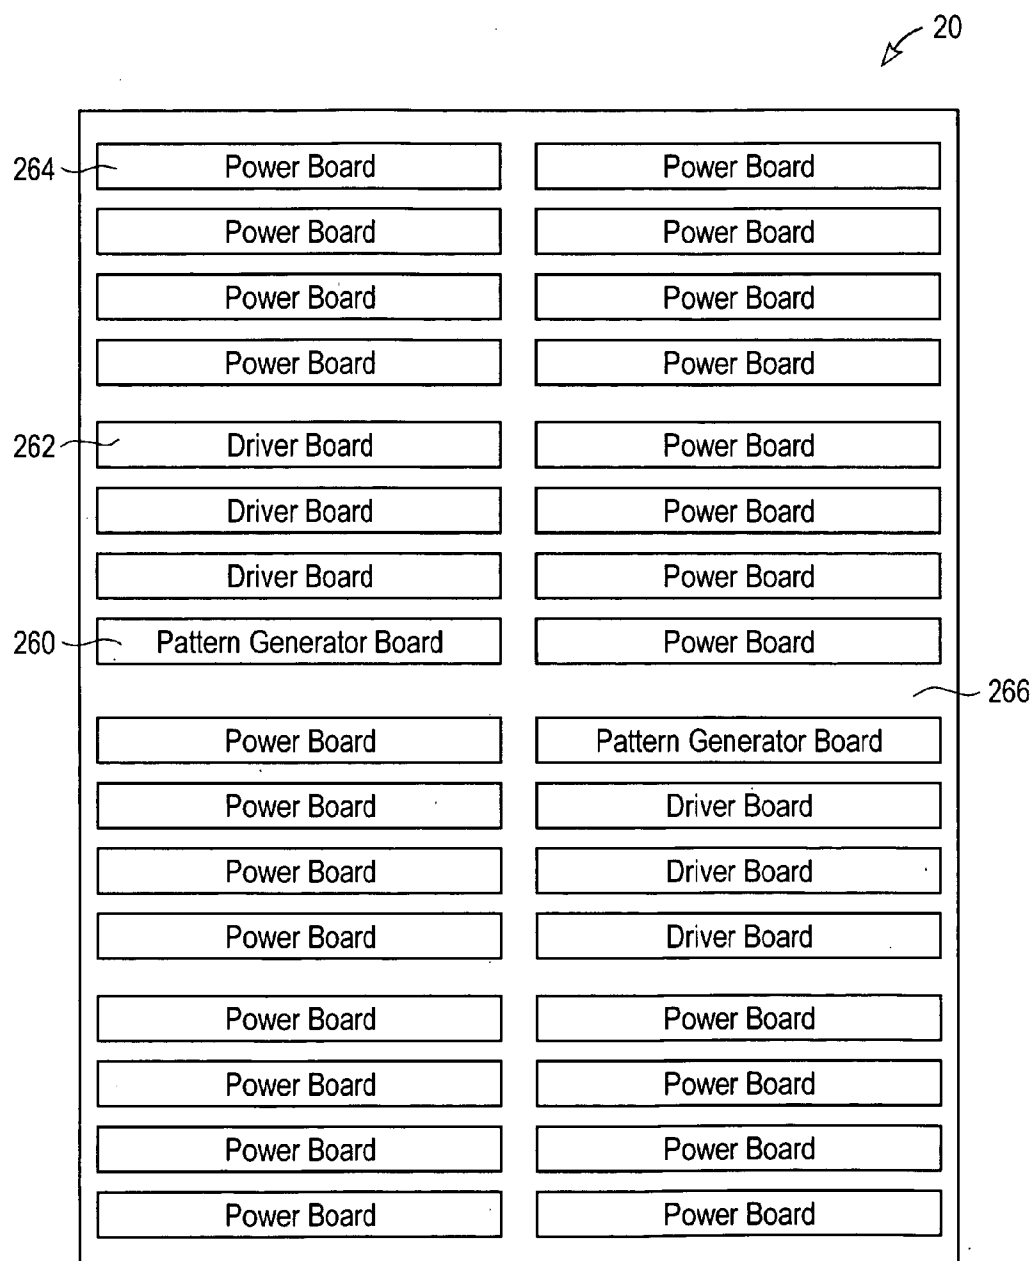 20
264 Power Board Power Board
Power Board Power Board
Power Board Power Board
Power Board Power Board
262 Driver Board Power Board
Driver Board Power Board
Driver Board Power Board
260 Pattern Generator Board Power Board
266
Power Board Pattern Generator Board
Power Board Driver Board
Power Board Driver Board
Power Board Driver Board
Power Board Power Board
Power Board Power Board
Power Board Power Board
Power Board Power Board